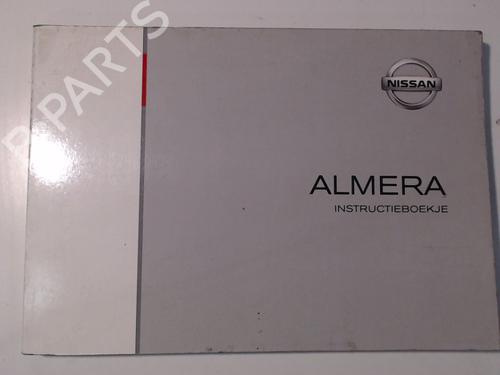 B-PARTS
NISSAN
ALMERA
INSTRUCTIEBOEKJE